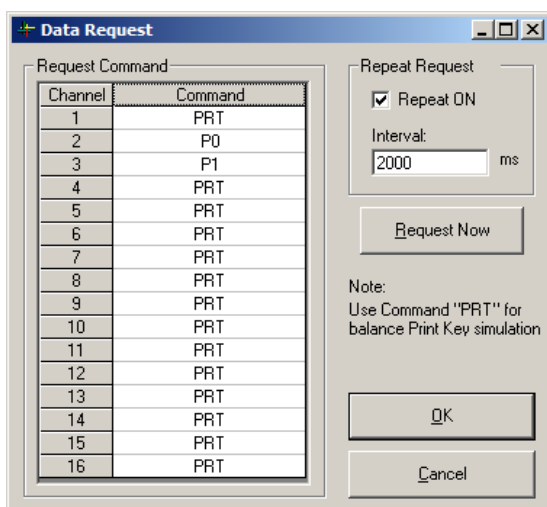 Data Request
Request Command
Channel Command
1 PRT
2 P0
3 P1
4 PRT
5 PRT
6 PRT
7 PRT
8 PRT
9 PRT
10 PRT
11 PRT
12 PRT
13 PRT
14 PRT
15 PRT
16 PRT
Repeat Request
Repeat ON
Interval:
2000 ms
Request Now
Note:
Use Command "PRT" for
balance Print Key simulation
OK
Cancel